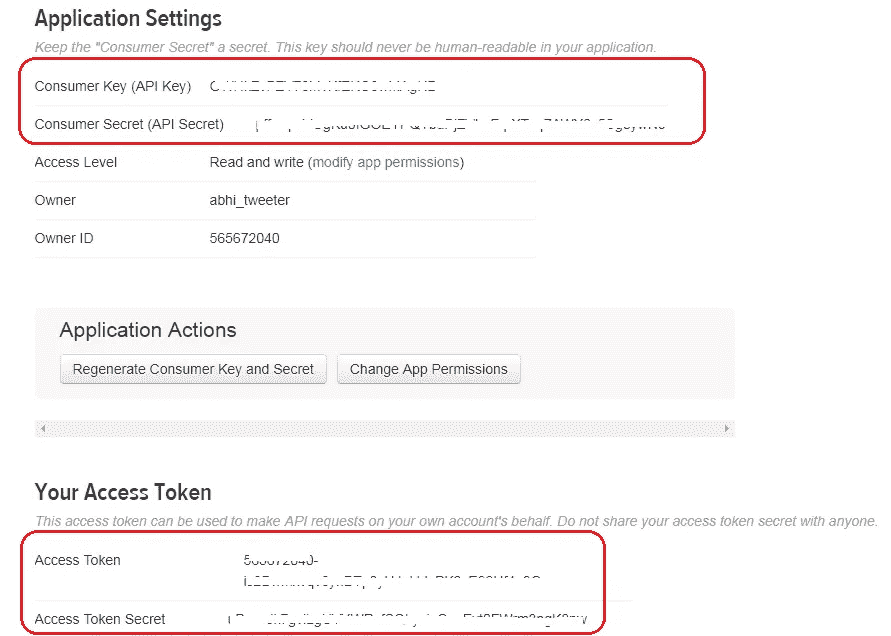 Application Settings
Keep the "Consumer Secret" a secret. This key should never be human-readable in your application.
Consumer Key (API Key)
Consumer Secret (API Secret)
Access Level Read and write (modify app permissions)
Owner abhi_tweeter
Owner ID 565672040
Application Actions
Regenerate Consumer Key and Secret Change App Permissions
Your Access Token
This access token can be used to make API requests on your own account's behalf. Do not share your access token secret with anyone.
Access Token
Access Token Secret